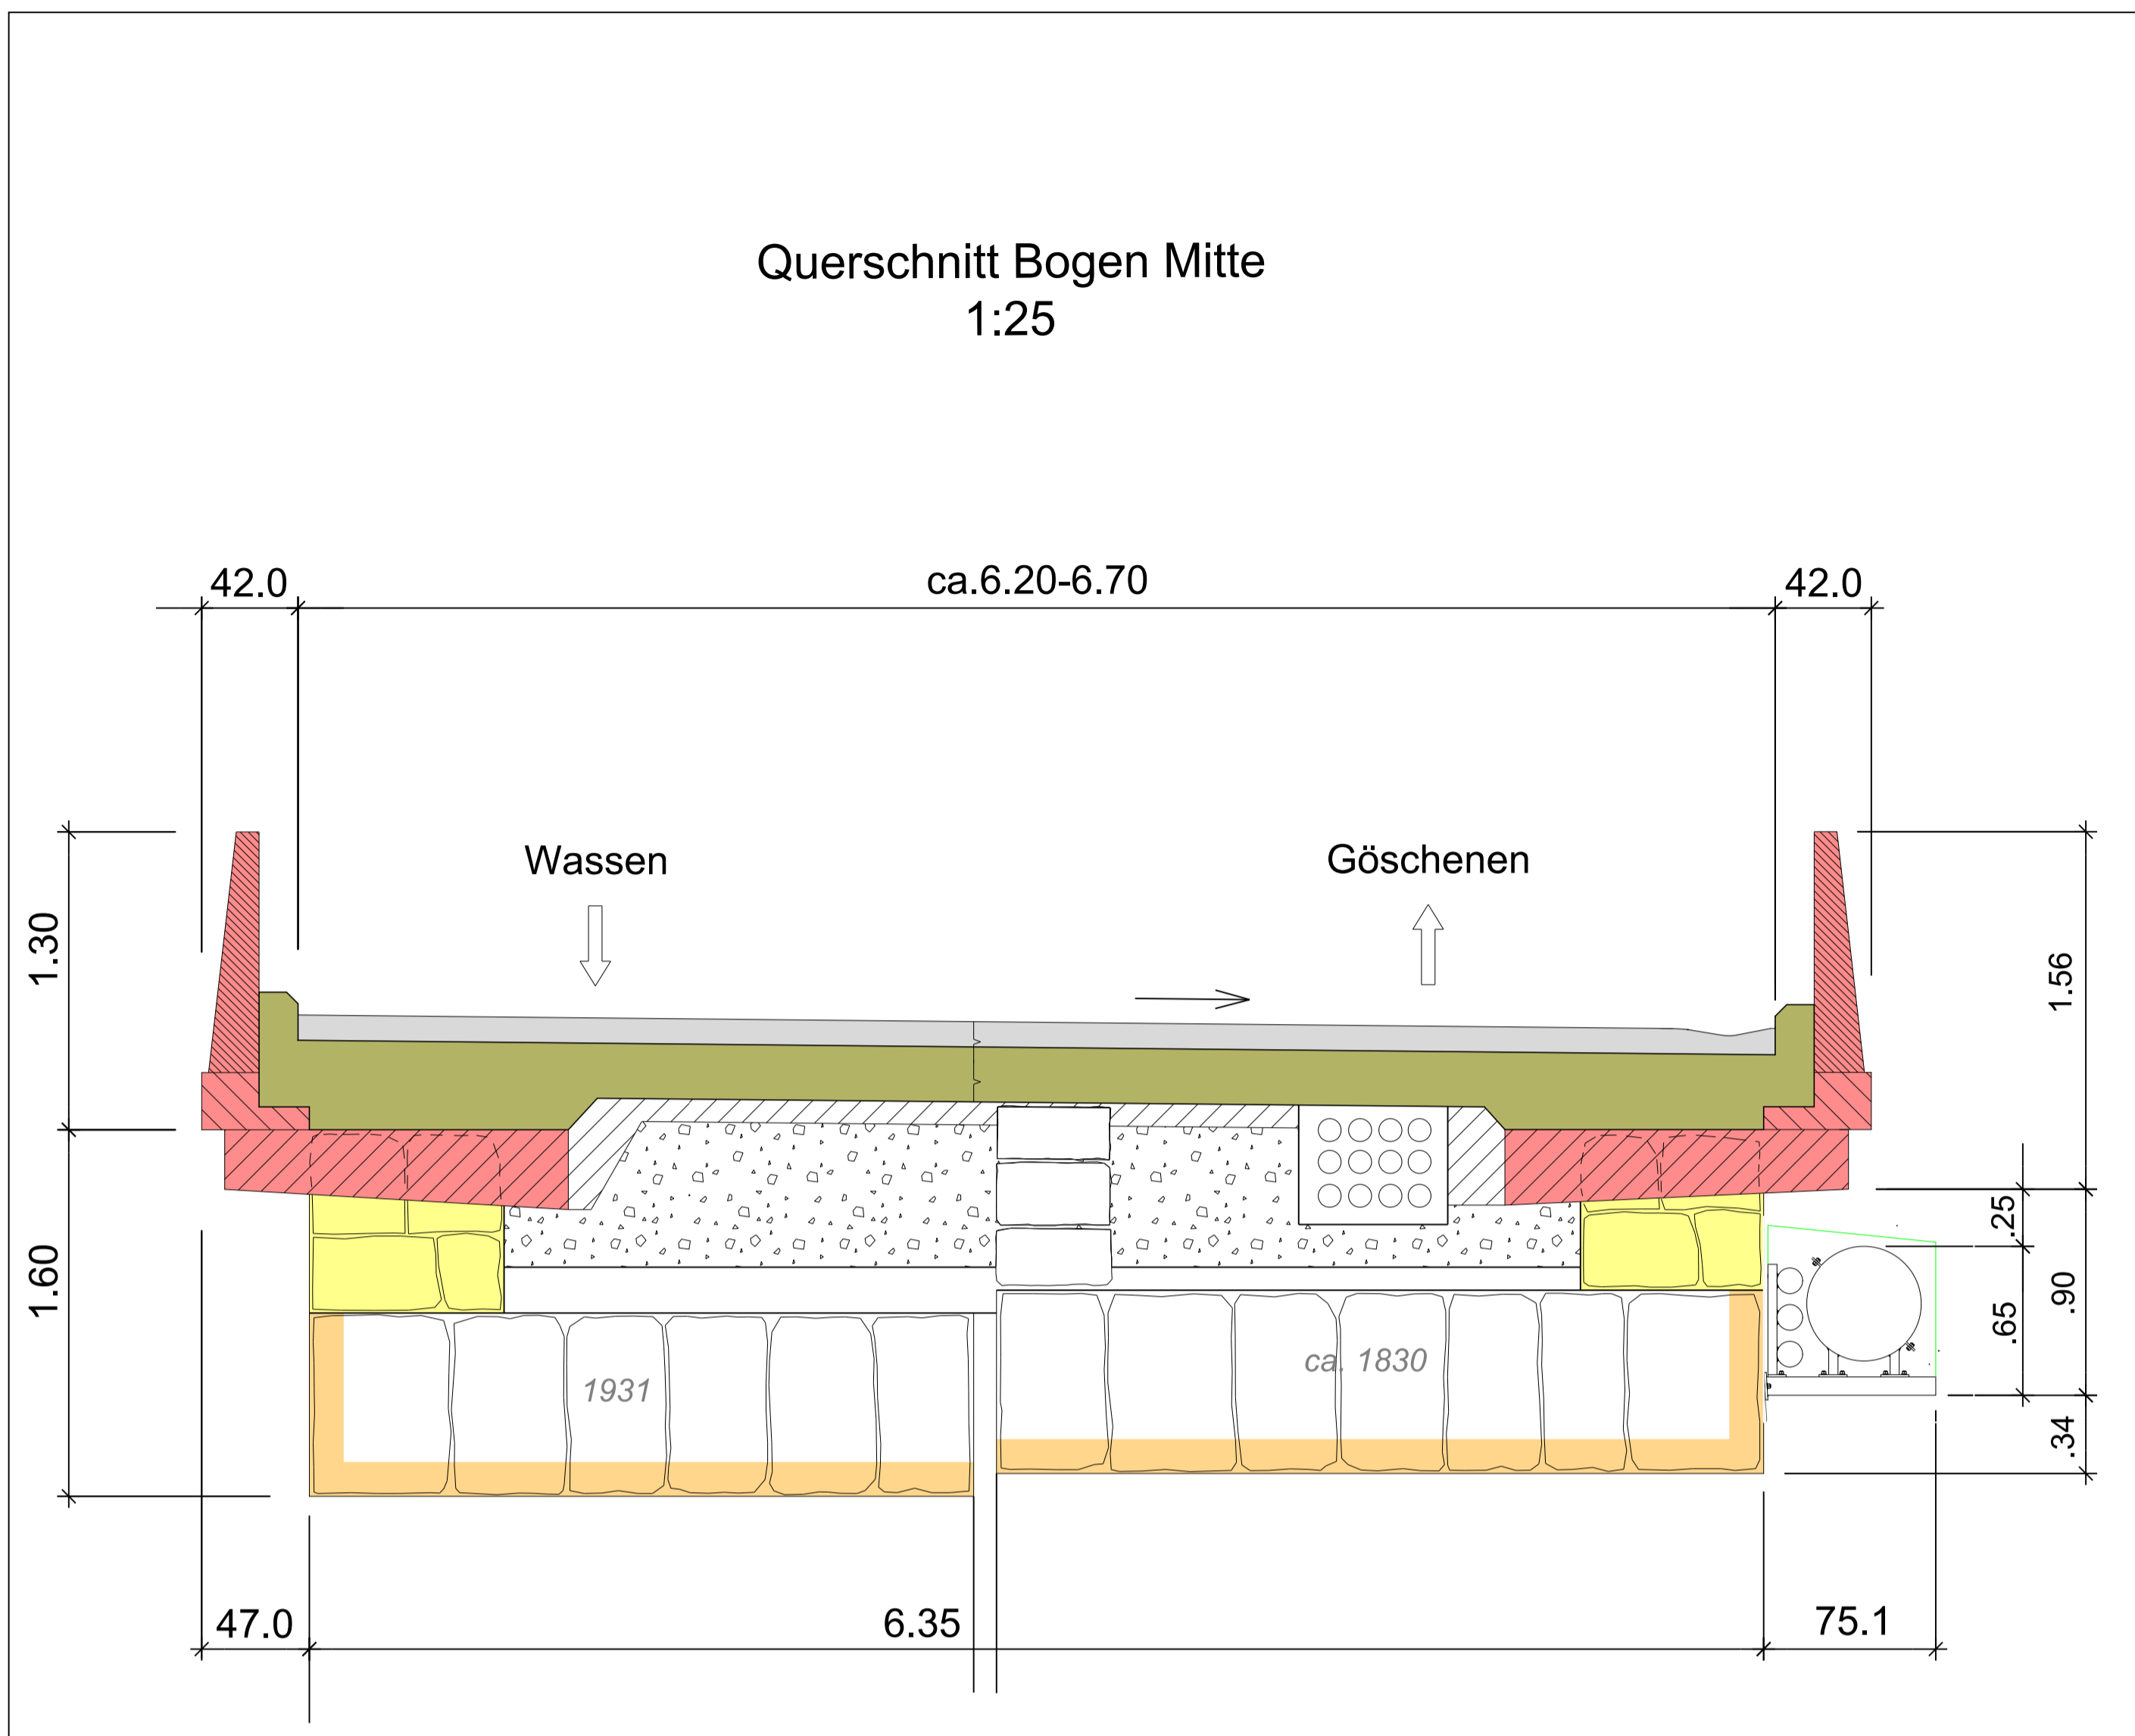 Querschnitt Bogen Mitte
1:25
42.0
ca.6.20-6.70
42.0
Wassen
Göschenen
1.30
1.56
1.60
.25
.65
.90
.34
1931
ca. 1830
47.0
6.35
75.1